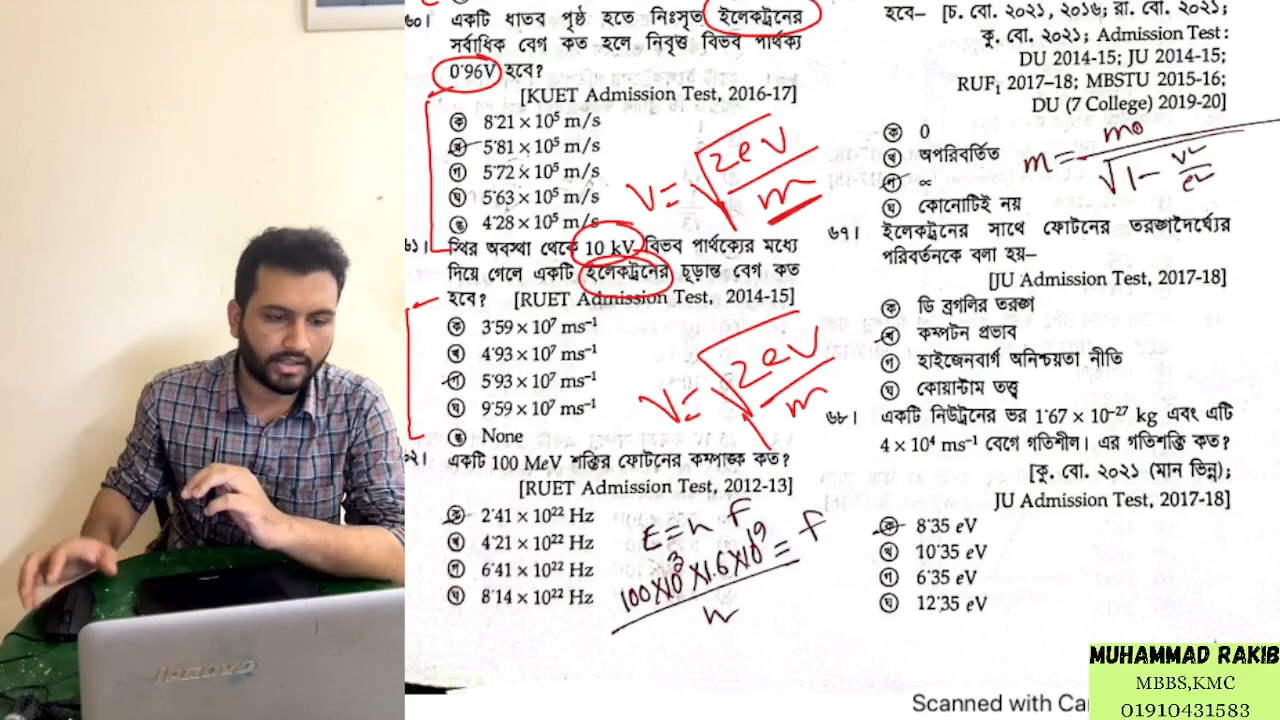 ৬০। একটি ধাতব পৃষ্ঠ হতে নিঃসৃত ইলেকট্রনের
সর্বাধিক বেগ কত হলে নিবৃত্ত বিভব পার্থক্য
0·96V হবে?
[KUET Admission Test, 2016-17]
ক 8·21 × 10⁵ m/s
খ 5·81 × 10⁵ m/s
গ 5·72 × 10⁵ m/s
ঘ 5·63 × 10⁵ m/s
ঙ 4·28 × 10⁵ m/s
V = √2eV/m
৬১। স্থির অবস্থা থেকে 10 kV বিভব পার্থক্যের মধ্যে
দিয়ে গেলে একটি ইলেকট্রনের চূড়ান্ত বেগ কত
হবে? [RUET Admission Test, 2014-15]
ক 3·59 × 10⁷ ms⁻¹
খ 4·93 × 10⁷ ms⁻¹
গ 5·93 × 10⁷ ms⁻¹
ঘ 9·59 × 10⁷ ms⁻¹
ঙ None
V = √2eV/m
৬২। একটি 100 MeV শক্তির ফোটনের কম্পাঙ্ক কত?
[RUET Admission Test, 2012-13]
ক 2·41 × 10²² Hz
খ 4·21 × 10²² Hz
গ 6·41 × 10²² Hz
ঘ 8·14 × 10²² Hz
E = h f
100×10³×1.6×10¹⁹/h = f
হবে– [চ. বো. ২০২১, ২০১৬; রা. বো. ২০২১;
কু. বো. ২০২১; Admission Test:
DU 2014-15; JU 2014-15;
RUF₁ 2017–18; MBSTU 2015-16;
DU (7 College) 2019-20]
ক 0
খ অপরিবর্তিত
গ ∝
ঘ কোনোটিই নয়
m = m0/√1 − v²/c²
৬৭। ইলেকট্রনের সাথে ফোটনের তরঙ্গদৈর্ঘ্যের
পরিবর্তনকে বলা হয়–
[JU Admission Test, 2017-18]
ক ডি ব্রগলির তরঙ্গ
খ কম্পটন প্রভাব
গ হাইজেনবার্গ অনিশ্চয়তা নীতি
ঘ কোয়ান্টাম তত্ত্ব
৬৮। একটি নিউট্রনের ভর 1·67 × 10⁻²⁷ kg এবং এটি
4 × 10⁴ ms⁻¹ বেগে গতিশীল। এর গতিশক্তি কত?
[কু. বো. ২০২১ (মান ভিন্ন);
JU Admission Test, 2017-18]
ক 8·35 eV
খ 10·35 eV
গ 6·35 eV
ঘ 12·35 eV
lenovo
MUHAMMAD RAKIB
MBBS,KMC
01910431583
Scanned with Ca